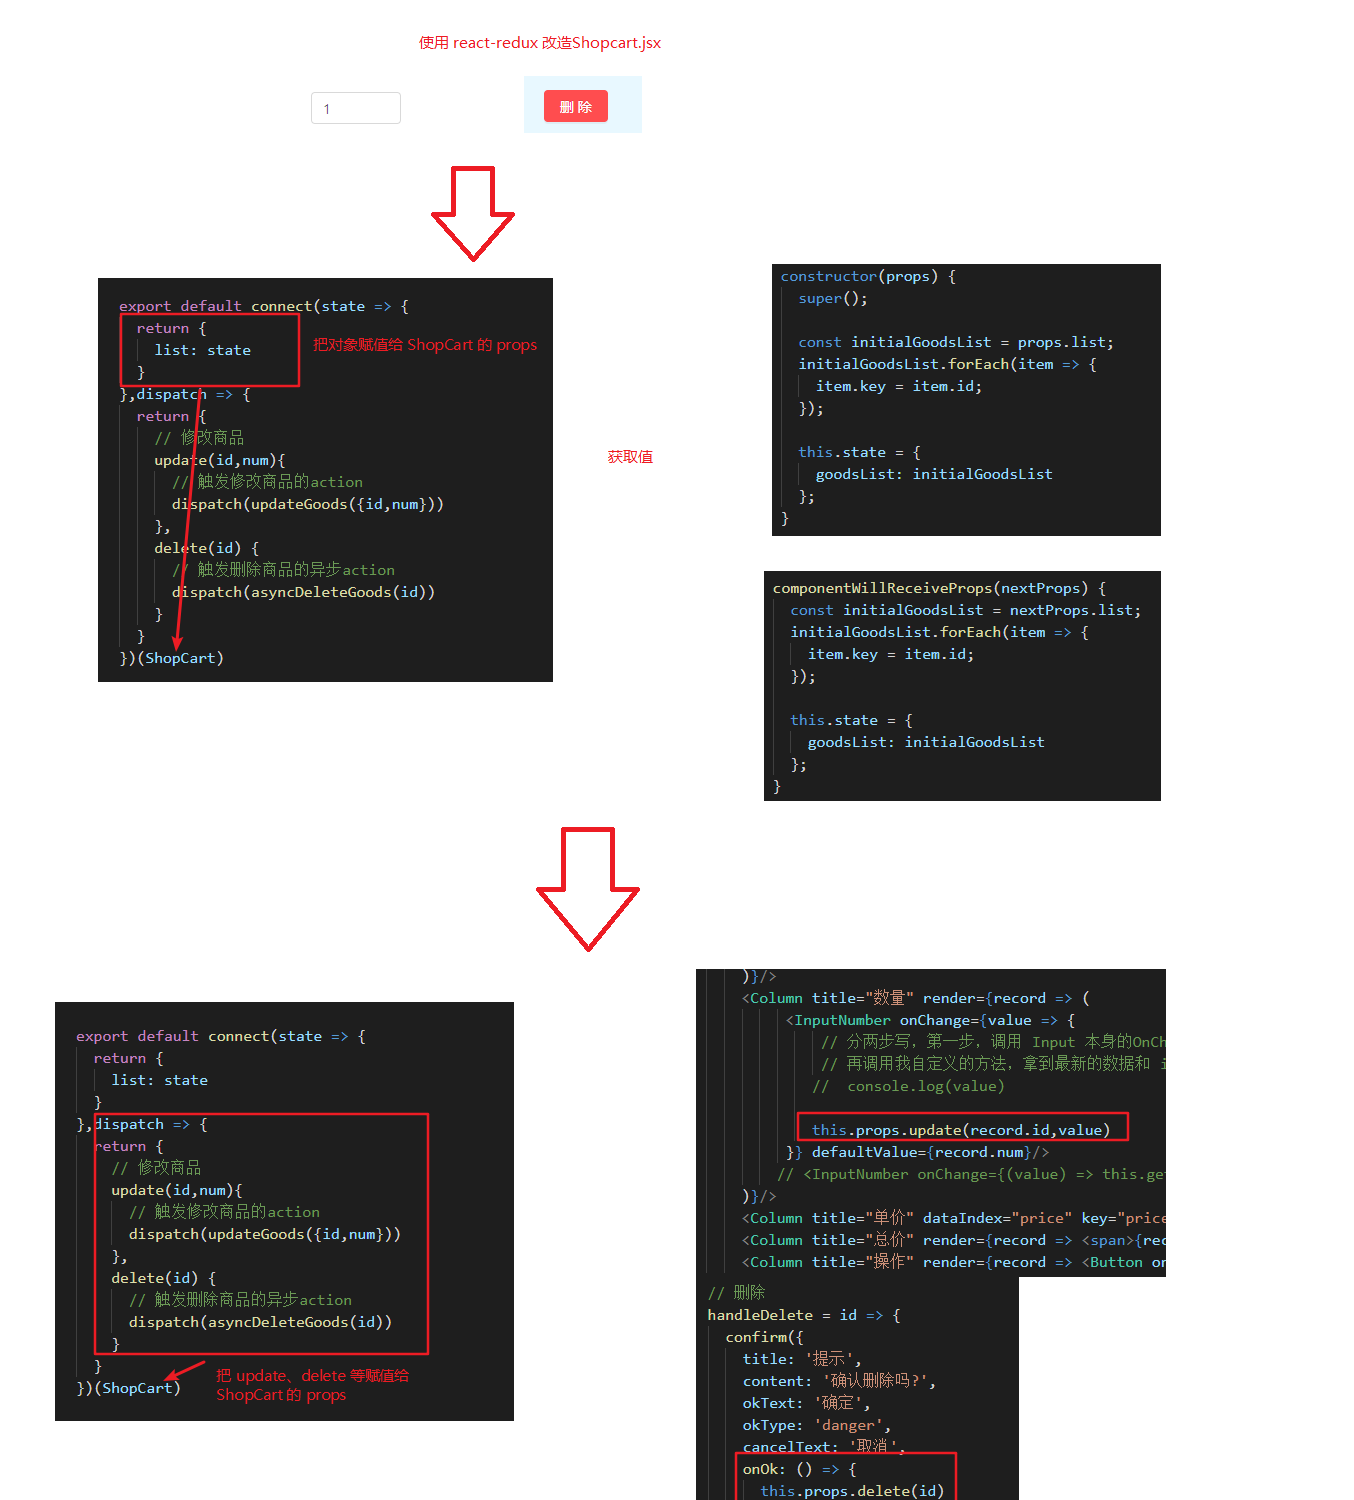 使用 react-redux 改造Shopcart.jsx
1
删 除
export default connect(state => {
return {
list: state
}
},dispatch => {
return {
// 修改商品
update(id,num){
// 触发修改商品的action
dispatch(updateGoods({id,num}))
},
delete(id) {
// 触发删除商品的异步action
dispatch(asyncDeleteGoods(id))
}
}
})(ShopCart)
把对象赋值给 ShopCart 的 props
获取值
constructor(props) {
super();
const initialGoodsList = props.list;
initialGoodsList.forEach(item => {
item.key = item.id;
});
this.state = {
goodsList: initialGoodsList
};
}
componentWillReceiveProps(nextProps) {
const initialGoodsList = nextProps.list;
initialGoodsList.forEach(item => {
item.key = item.id;
});
this.state = {
goodsList: initialGoodsList
};
}
export default connect(state => {
return {
list: state
}
},dispatch => {
return {
// 修改商品
update(id,num){
// 触发修改商品的action
dispatch(updateGoods({id,num}))
},
delete(id) {
// 触发删除商品的异步action
dispatch(asyncDeleteGoods(id))
}
}
})(ShopCart)
把 update、delete 等赋值给
ShopCart 的 props
)}/>
<Column title="数量" render={record => (
<InputNumber onChange={value => {
// 分两步写, 第一步, 调用 Input 本身的OnCh
// 再调用我自定义的方法, 拿到最新的数据和 i
// console.log(value)
this.props.update(record.id,value)
}} defaultValue={record.num}/>
// <InputNumber onChange={(value) => this.ge
)}/>
<Column title="单价" dataIndex="price" key="price
<Column title="总价" render={record => <span>{rec
<Column title="操作" render={record => <Button on
// 删除
handleDelete = id => {
confirm({
title: '提示',
content: '确认删除吗?',
okText: '确定',
okType: 'danger',
cancelText: '取消',
onOk: () => {
this.props.delete(id)